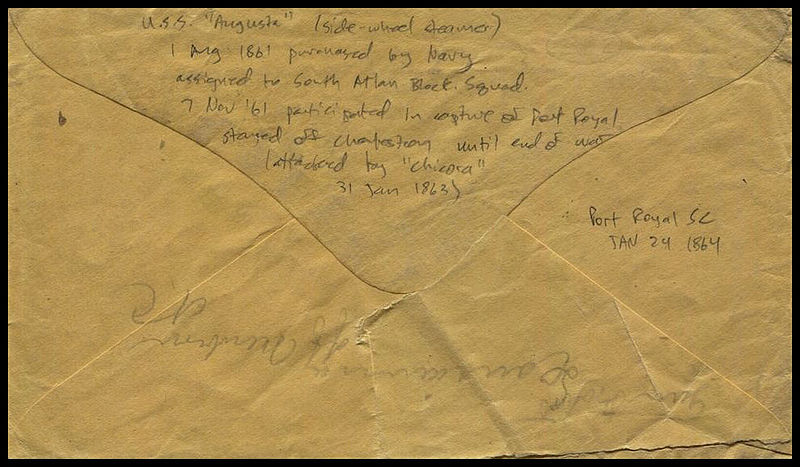 U.S.S. "Augusta" (side-wheel steamer)
1 Aug 1861 purchased by Navy
assigned to South Atlan Block. Squad.
7 Nov '61 participated in capture of Port Royal
stayed off Charleston until end of war
(attacked by "Chicora"
31 Jan 1863)
Port Royal SC
JAN 24 1864